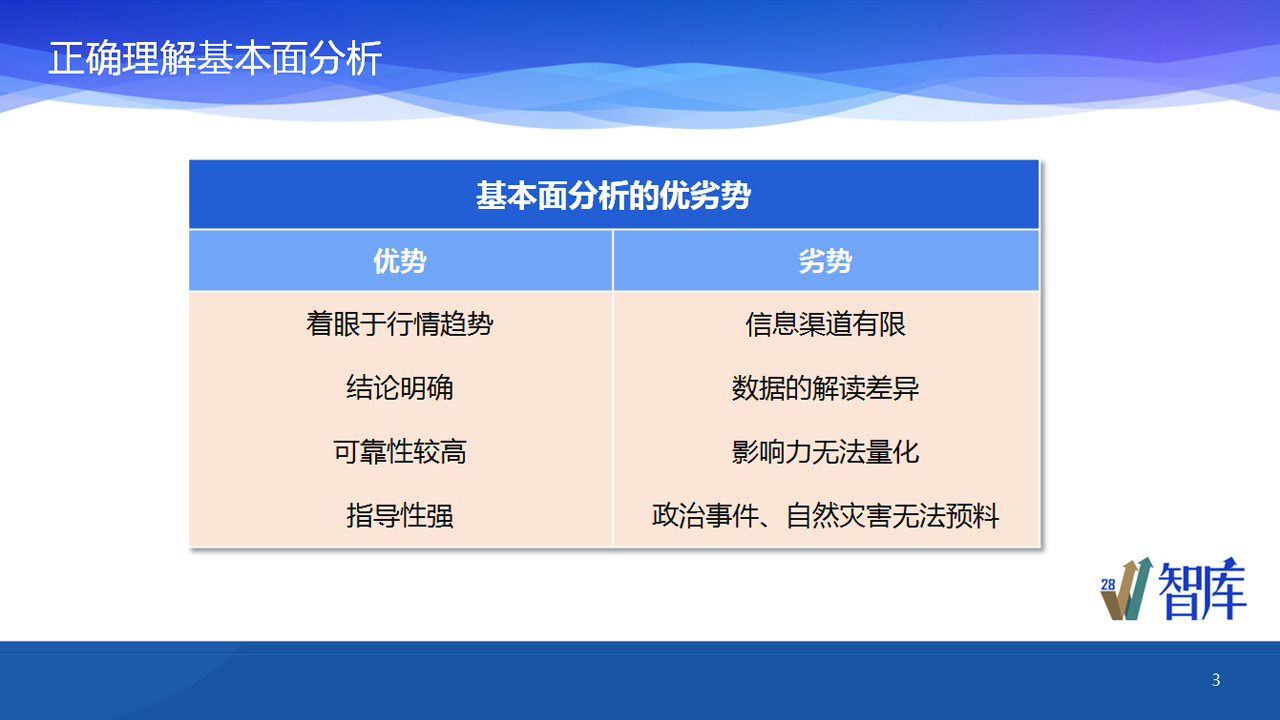 正确理解基本面分析
基本面分析的优劣势
优势
劣势
着眼于行情趋势
信息渠道有限
结论明确
数据的解读差异
可靠性较高
影响力无法量化
指导性强
政治事件、自然灾害无法预料
28
智库
3